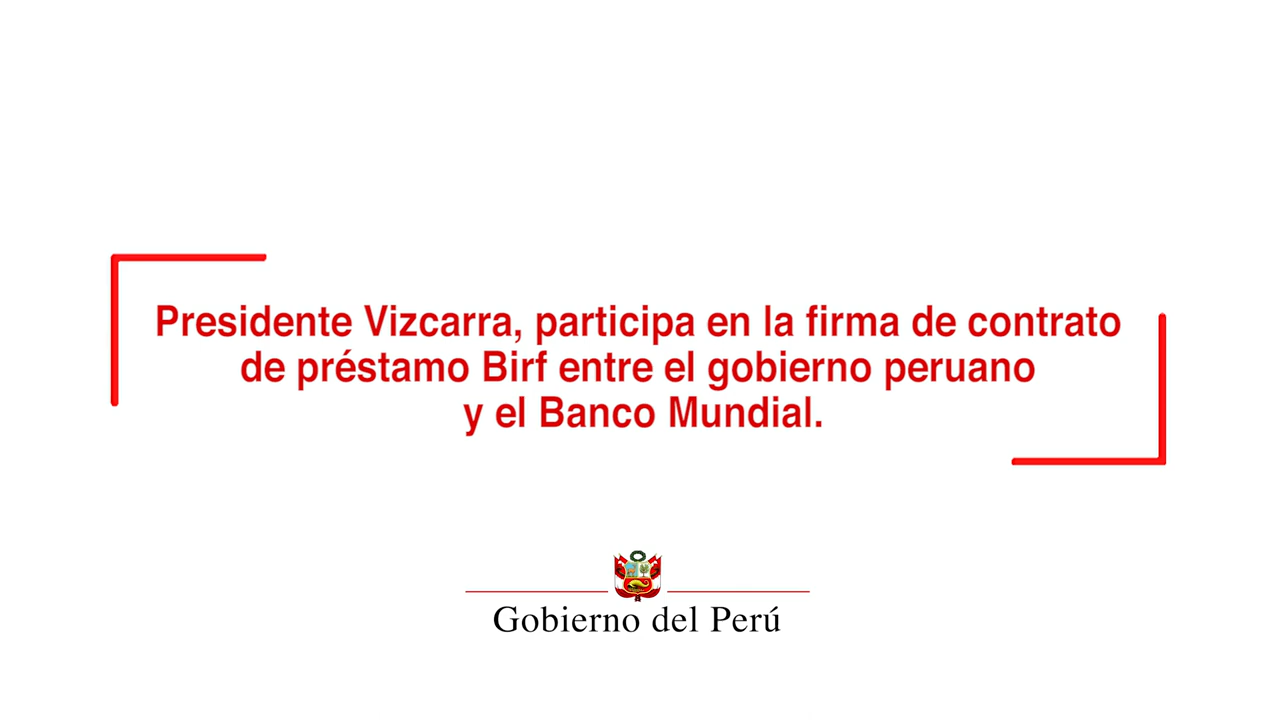 Presidente Vizcarra, participa en la firma de contrato
de préstamo Birf entre el gobierno peruano
y el Banco Mundial.
Gobierno del Perú